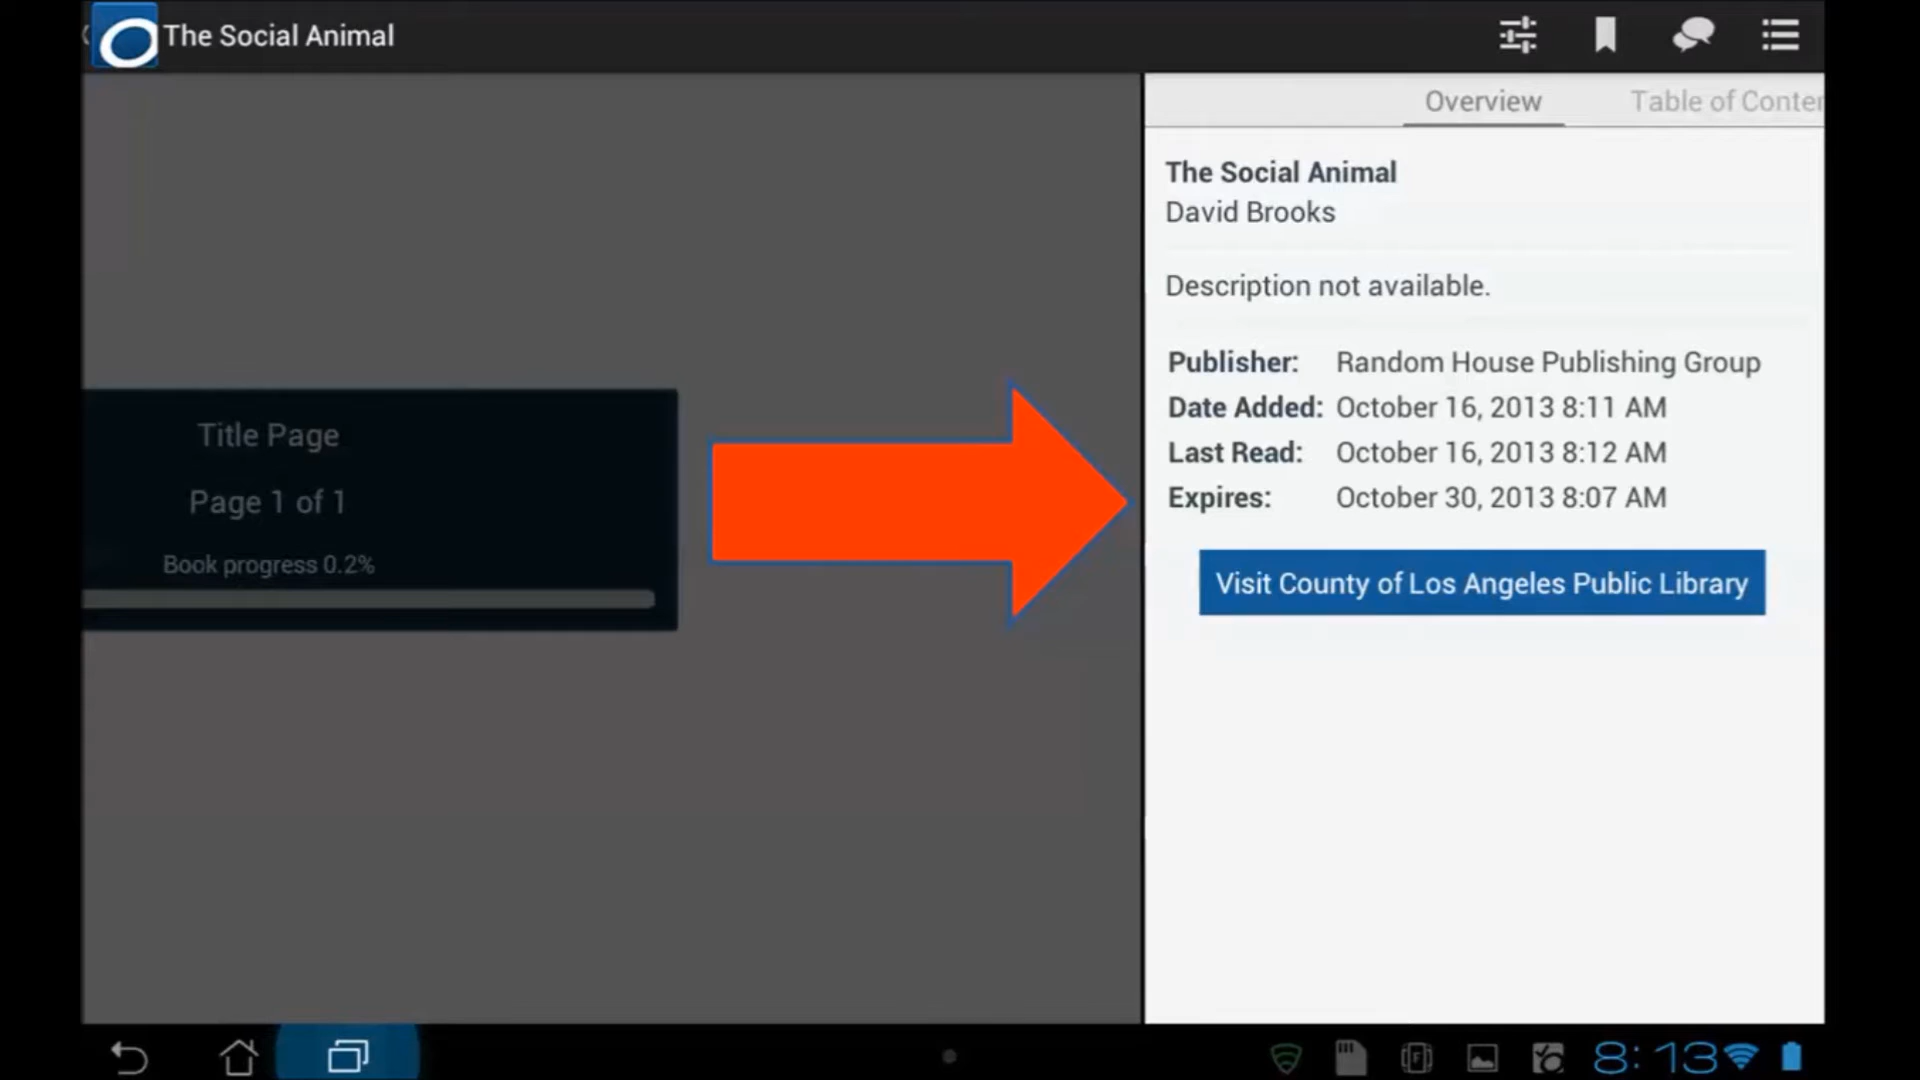 The Social Animal
Overview
Table of Conter
The Social Animal
David Brooks
Description not available.
Publisher: Random House Publishing Group
Date Added: October 16, 2013 8:11 AM
Last Read: October 16, 2013 8:12 AM
Expires: October 30, 2013 8:07 AM
Visit County of Los Angeles Public Library
Title Page
Page 1 of 1
Book progress 0.2%
8:13